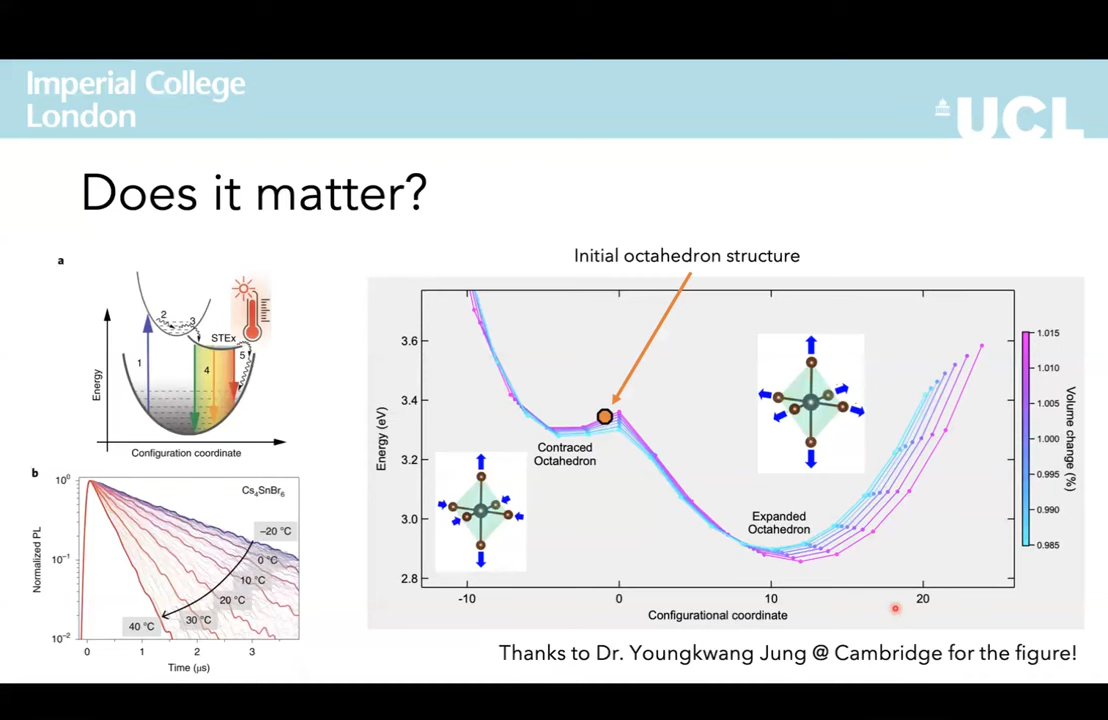 Imperial College
London
UCL
Does it matter?
a
Energy
2
3
STEx
1
4
5
Configuration coordinate
b
Normalized PL
10⁰
10⁻¹
10⁻²
Cs₄SnBr₆
−20 °C
0 °C
10 °C
20 °C
30 °C
40 °C
0
1
2
3
Time (μs)
Initial octahedron structure
Energy (eV)
3.6
3.4
3.2
3.0
2.8
Contraced
Octahedron
Expanded
Octahedron
-10
0
10
20
Configurational coordinate
1.015
1.010
1.005
1.000
0.995
0.990
0.985
Volume change (%)
Thanks to Dr. Youngkwang Jung @ Cambridge for the figure!